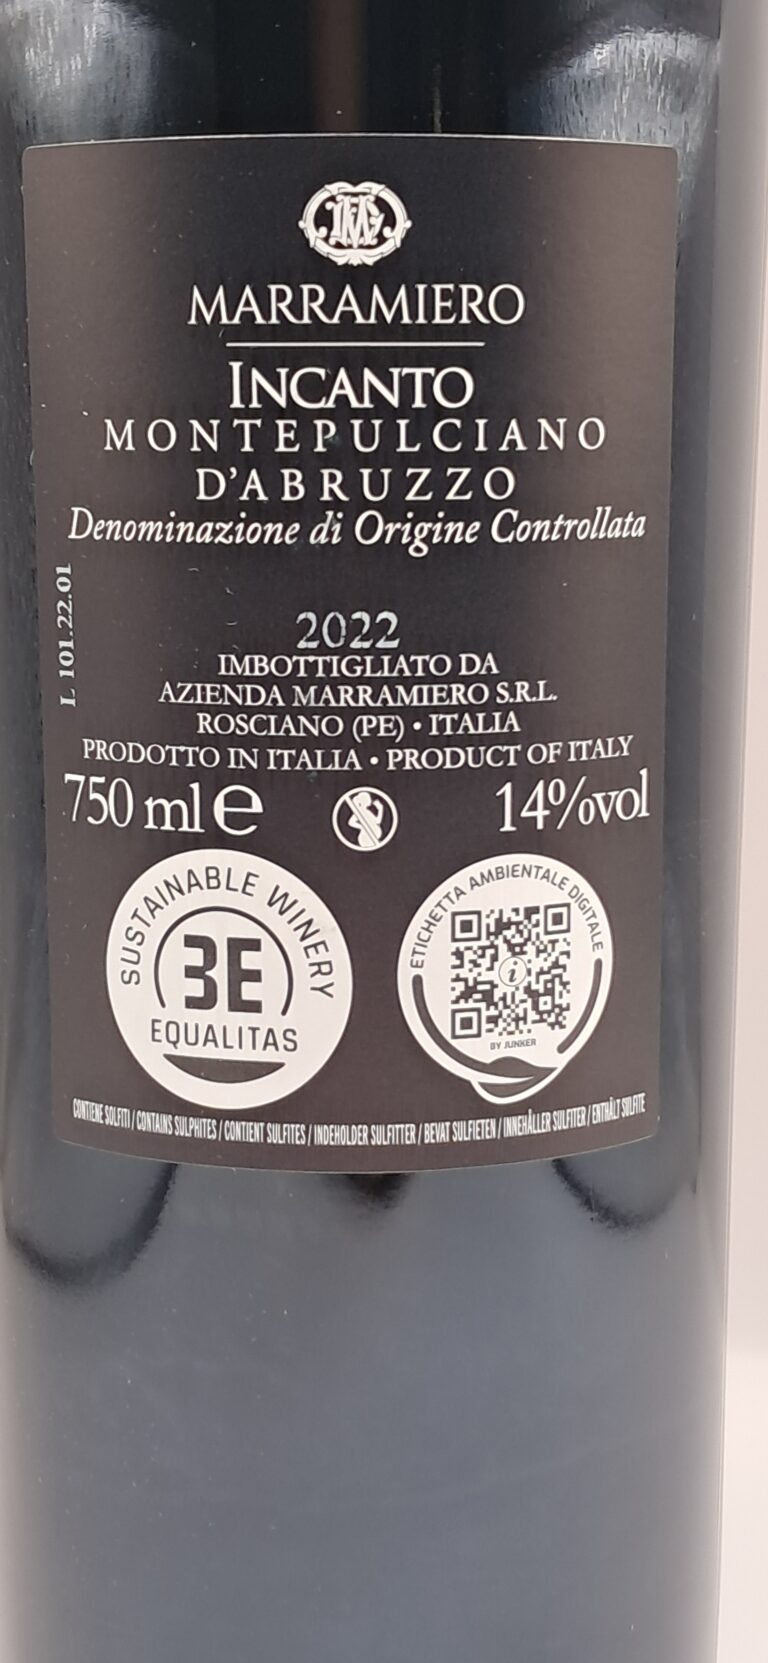 MARRAMIERO
INCANTO
MONTEPULCIANO
D'ABRUZZO
Denominazione di Origine Controllata
L 101.22.01
2022
IMBOTTIGLIATO DA
AZIENDA MARRAMIERO S.R.L.
ROSCIANO (PE) • ITALIA
PRODOTTO IN ITALIA • PRODUCT OF ITALY
750 ml e 14%vol
SUSTAINABLE WINERY
3E
EQUALITAS
ETICHETTA AMBIENTALE DIGITALE
i
BY JUNKER
CONTIENE SOLFITI / CONTAINS SULPHITES / CONTIENT SULFITES / INDEHOLDER SULFITTER / BEVAT SULFIETEN / INNEHÅLLER SULFITER / ENTHÄLT SULFITE